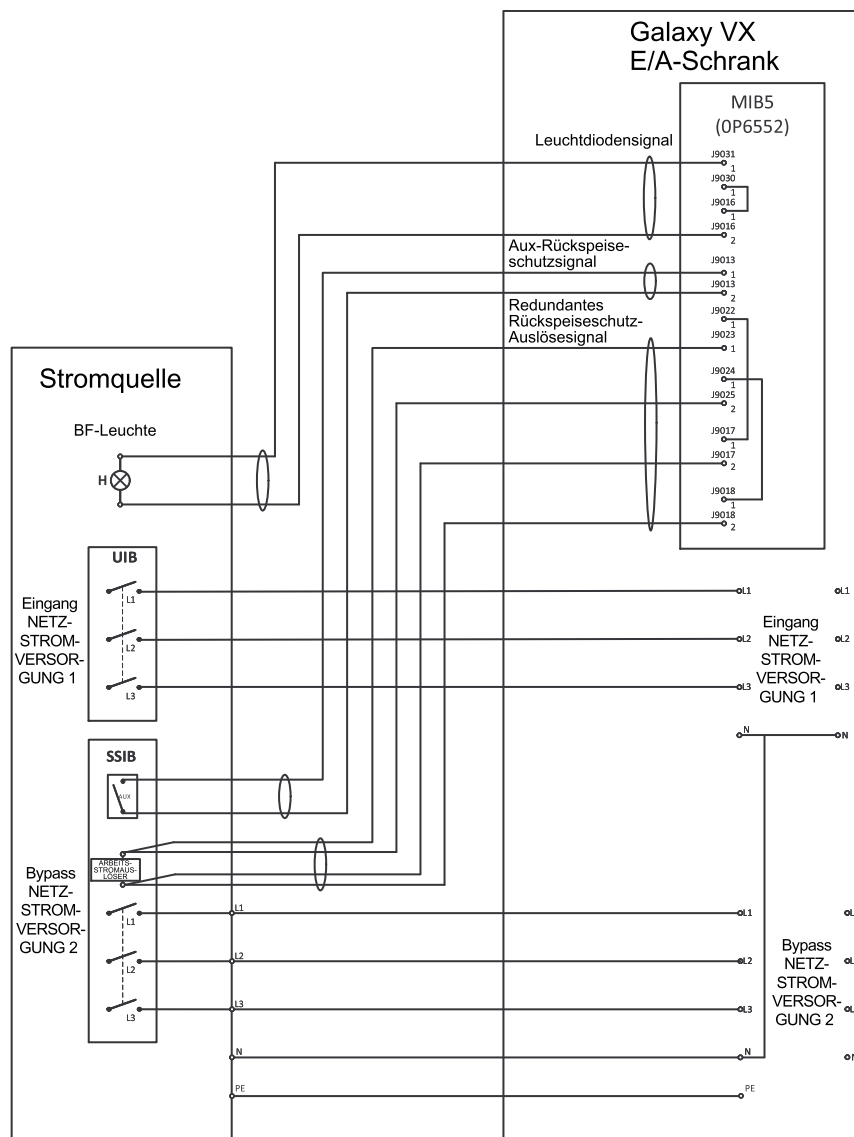 Galaxy VX
E/A-Schrank
MIB5
(0P6552)
Leuchtdiodensignal
J9031
1
J9030
1
J9016
1
J9016
2
Aux-Rückspeise-
schutzsignal
J9013
1
J9013
2
Redundantes
Rückspeiseschutz-
Auslösesignal
J9022
1
J9023
1
J9024
1
J9025
2
J9017
1
J9017
2
J9018
1
J9018
2
Stromquelle
BF-Leuchte
H
UIB
L1
L2
L3
Eingang
NETZ-
STROM-
VERSOR-
GUNG 1
L1
L2
L3
Eingang
NETZ-
STROM-
VERSOR-
GUNG 1
L1
L2
L3
N
N
SSIB
AUX
ARBEITS-
STROMAUS-
LÖSER
Bypass
NETZ-
STROM-
VERSOR-
GUNG 2
L1
L2
L3
L1
L2
L3
N
PE
L1
L2
L3
N
PE
Bypass
NETZ-
STROM-
VERSOR-
GUNG 2